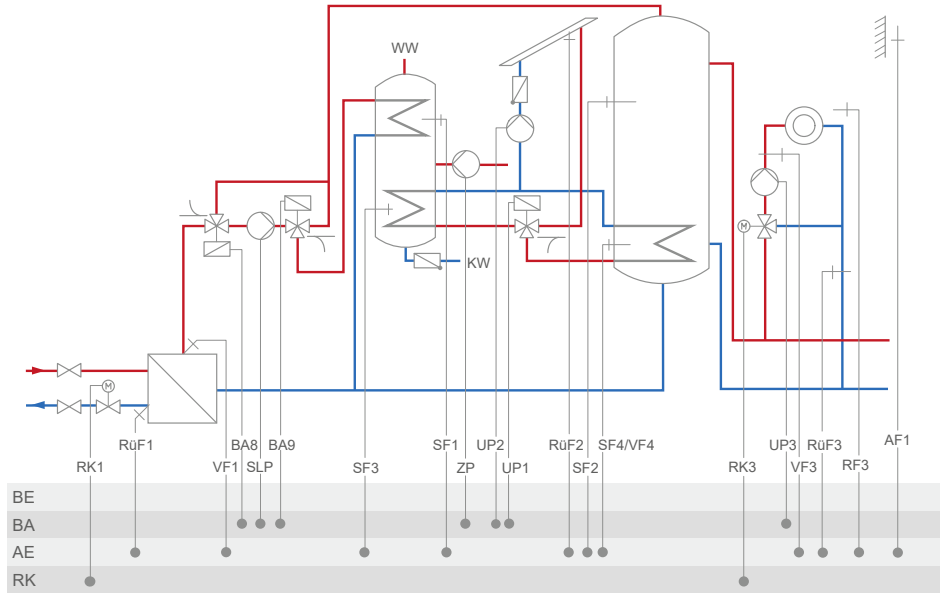 WW
KW
M
M
RüF1
BA8
BA9
SF1
UP2
RüF2
SF4/VF4
UP3
RüF3
AF1
RK1
VF1
SLP
SF3
ZP
UP1
SF2
RK3
VF3
RF3
BE
BA
AE
RK